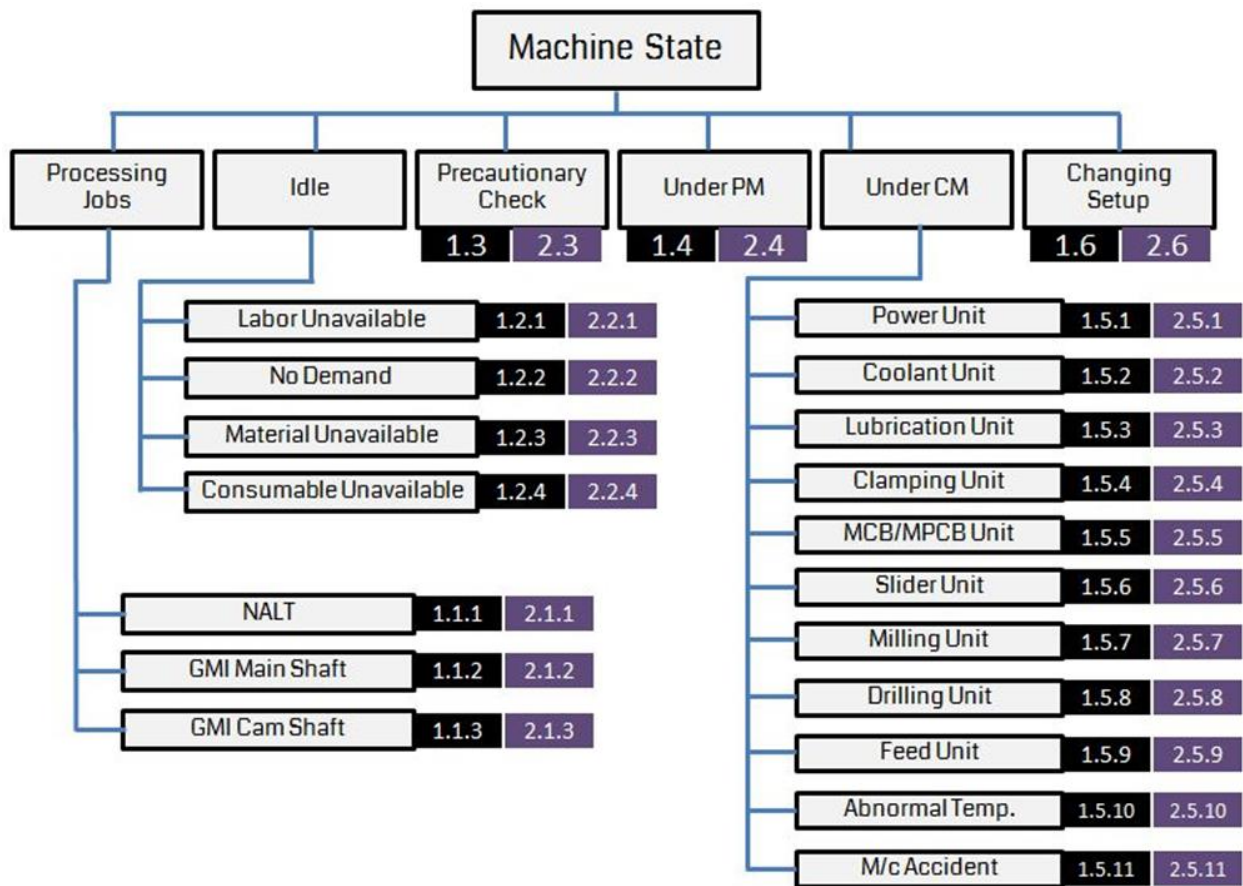 Machine State
Processing
Jobs
Idle
Precautionary
Check
Under PM
Under CM
Changing
Setup
1.3 2.3
1.4 2.4
1.6 2.6
Labor Unavailable 1.2.1 2.2.1
No Demand 1.2.2 2.2.2
Material Unavailable 1.2.3 2.2.3
Consumable Unavailable 1.2.4 2.2.4
NALT 1.1.1 2.1.1
GMI Main Shaft 1.1.2 2.1.2
GMI Cam Shaft 1.1.3 2.1.3
Power Unit 1.5.1 2.5.1
Coolant Unit 1.5.2 2.5.2
Lubrication Unit 1.5.3 2.5.3
Clamping Unit 1.5.4 2.5.4
MCB/MPCB Unit 1.5.5 2.5.5
Slider Unit 1.5.6 2.5.6
Milling Unit 1.5.7 2.5.7
Drilling Unit 1.5.8 2.5.8
Feed Unit 1.5.9 2.5.9
Abnormal Temp. 1.5.10 2.5.10
M/c Accident 1.5.11 2.5.11